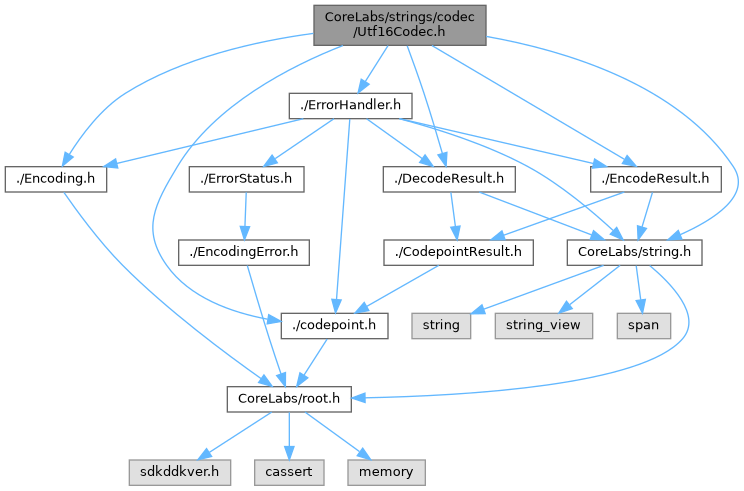 CoreLabs/strings/codec
/Utf16Codec.h
./ErrorHandler.h
./Encoding.h
./ErrorStatus.h
./DecodeResult.h
./EncodeResult.h
./EncodingError.h
./CodepointResult.h
CoreLabs/string.h
./codepoint.h
string
string_view
span
CoreLabs/root.h
sdkddkver.h
cassert
memory